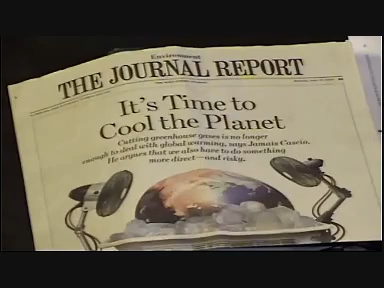 Environment
THE JOURNAL REPORT
It's Time to
Cool the Planet
Cutting greenhouse gases is no longer
enough to deal with global warming, says Jamais Cascio.
He argues that we also have to do something
more direct—and risky.